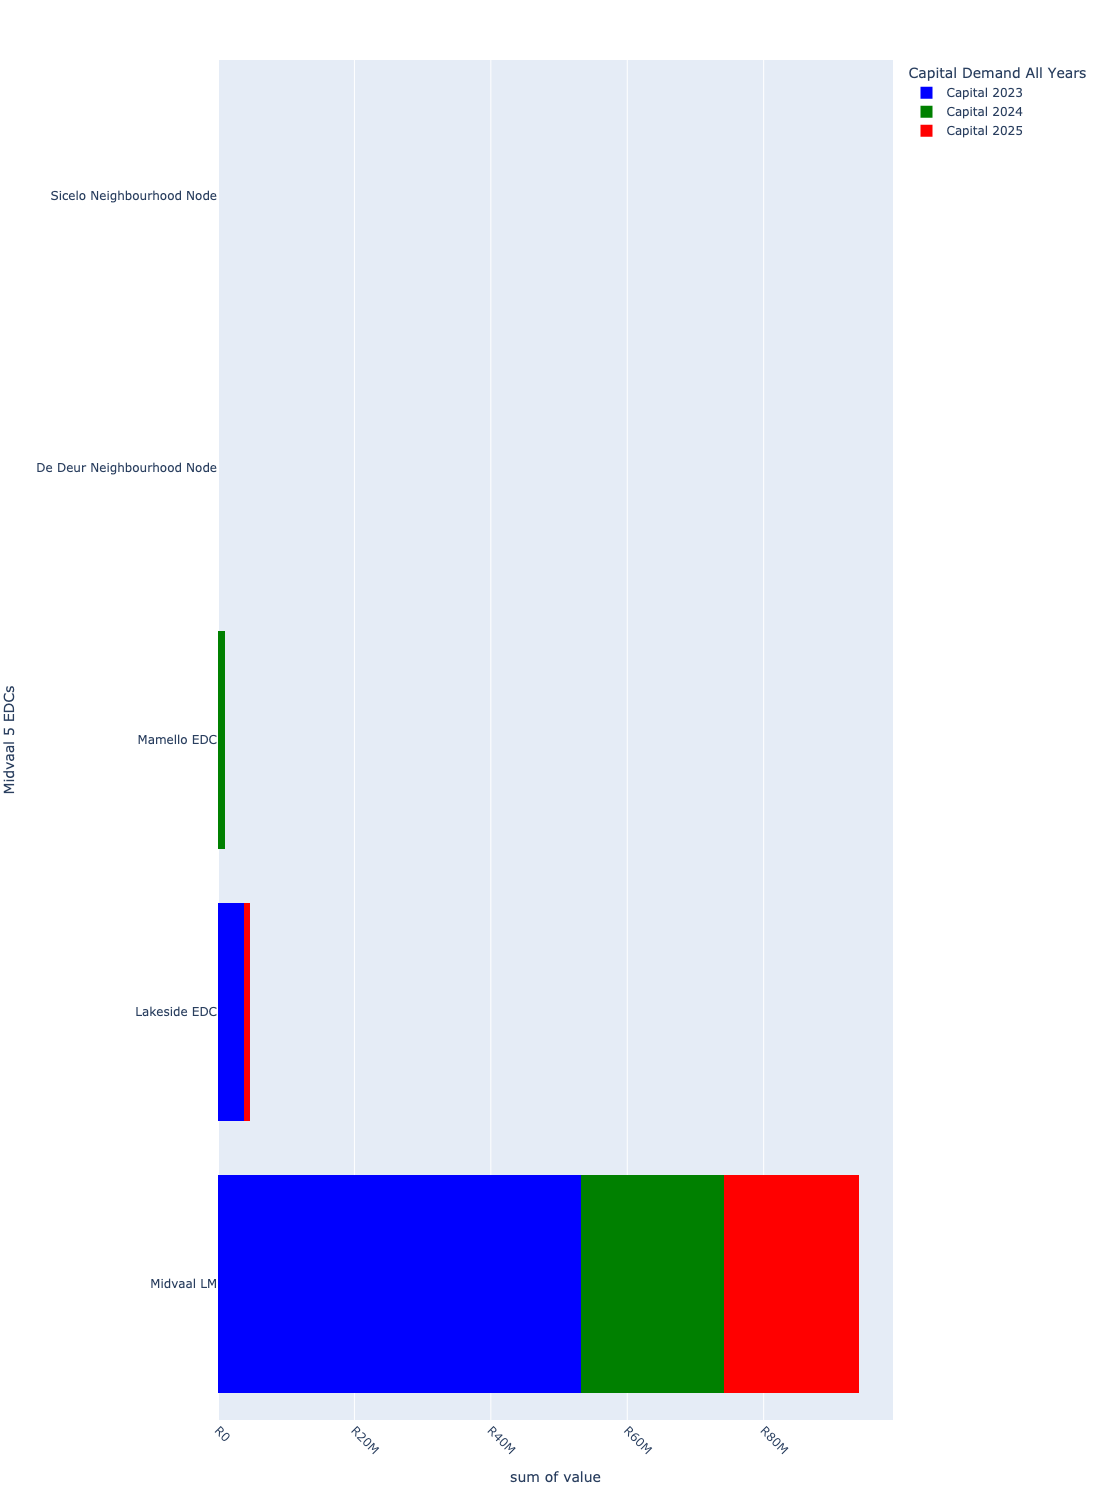 Capital Demand All Years
Capital 2023
Capital 2024
Capital 2025
Sicelo Neighbourhood Node
De Deur Neighbourhood Node
Mamello EDC
Lakeside EDC
Midvaal LM
Midvaal 5 EDCs
R0
R20M
R40M
R60M
R80M
sum of value